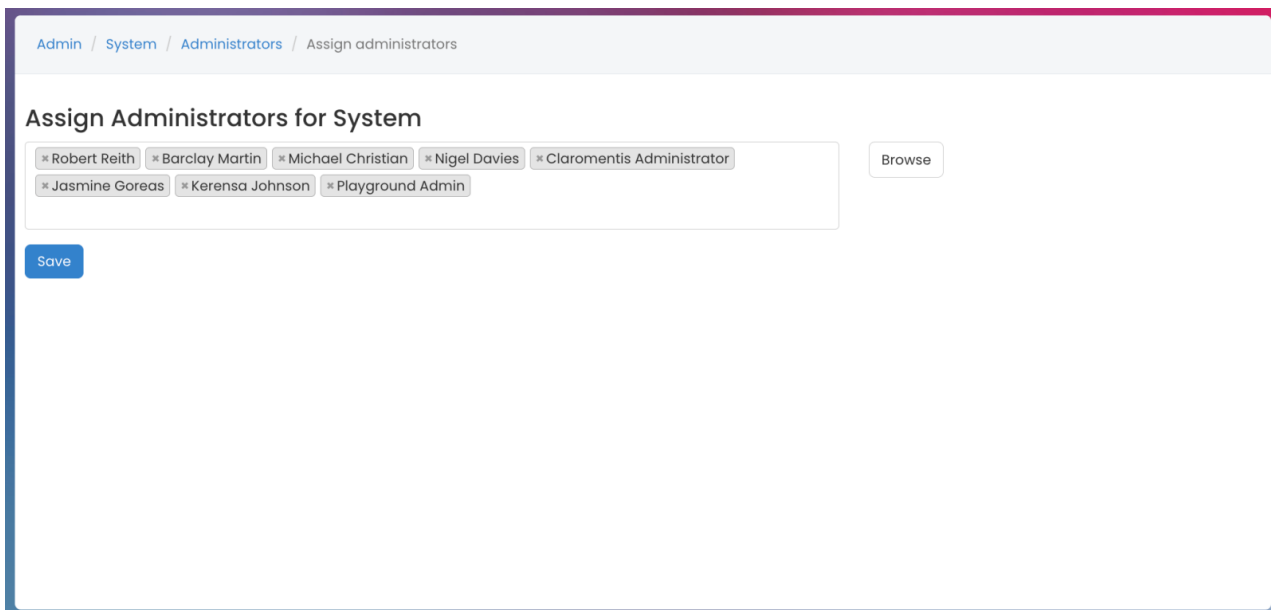 Admin / System / Administrators / Assign administrators
Assign Administrators for System
×Robert Reith ×Barclay Martin ×Michael Christian ×Nigel Davies ×Claromentis Administrator
Browse
×Jasmine Goreas ×Kerensa Johnson ×Playground Admin
Save